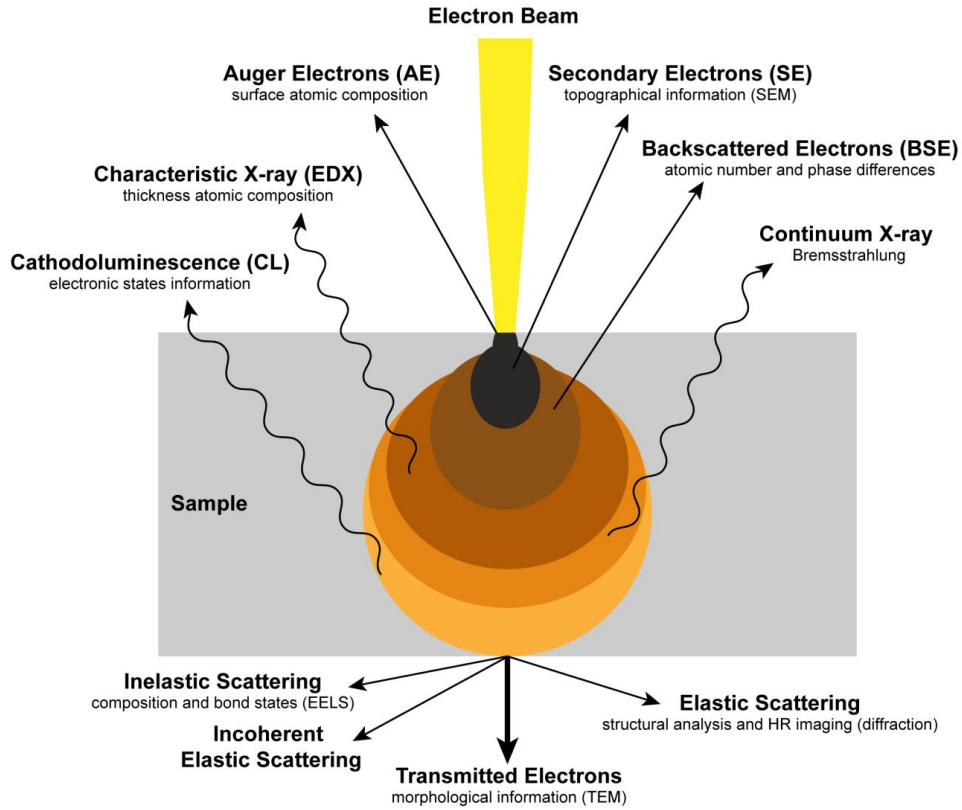 Electron Beam
Auger Electrons (AE)
surface atomic composition
Secondary Electrons (SE)
topographical information (SEM)
Backscattered Electrons (BSE)
atomic number and phase differences
Characteristic X-ray (EDX)
thickness atomic composition
Continuum X-ray
Bremsstrahlung
Cathodoluminescence (CL)
electronic states information
Sample
Inelastic Scattering
composition and bond states (EELS)
Elastic Scattering
structural analysis and HR imaging (diffraction)
Incoherent
Elastic Scattering
Transmitted Electrons
morphological information (TEM)